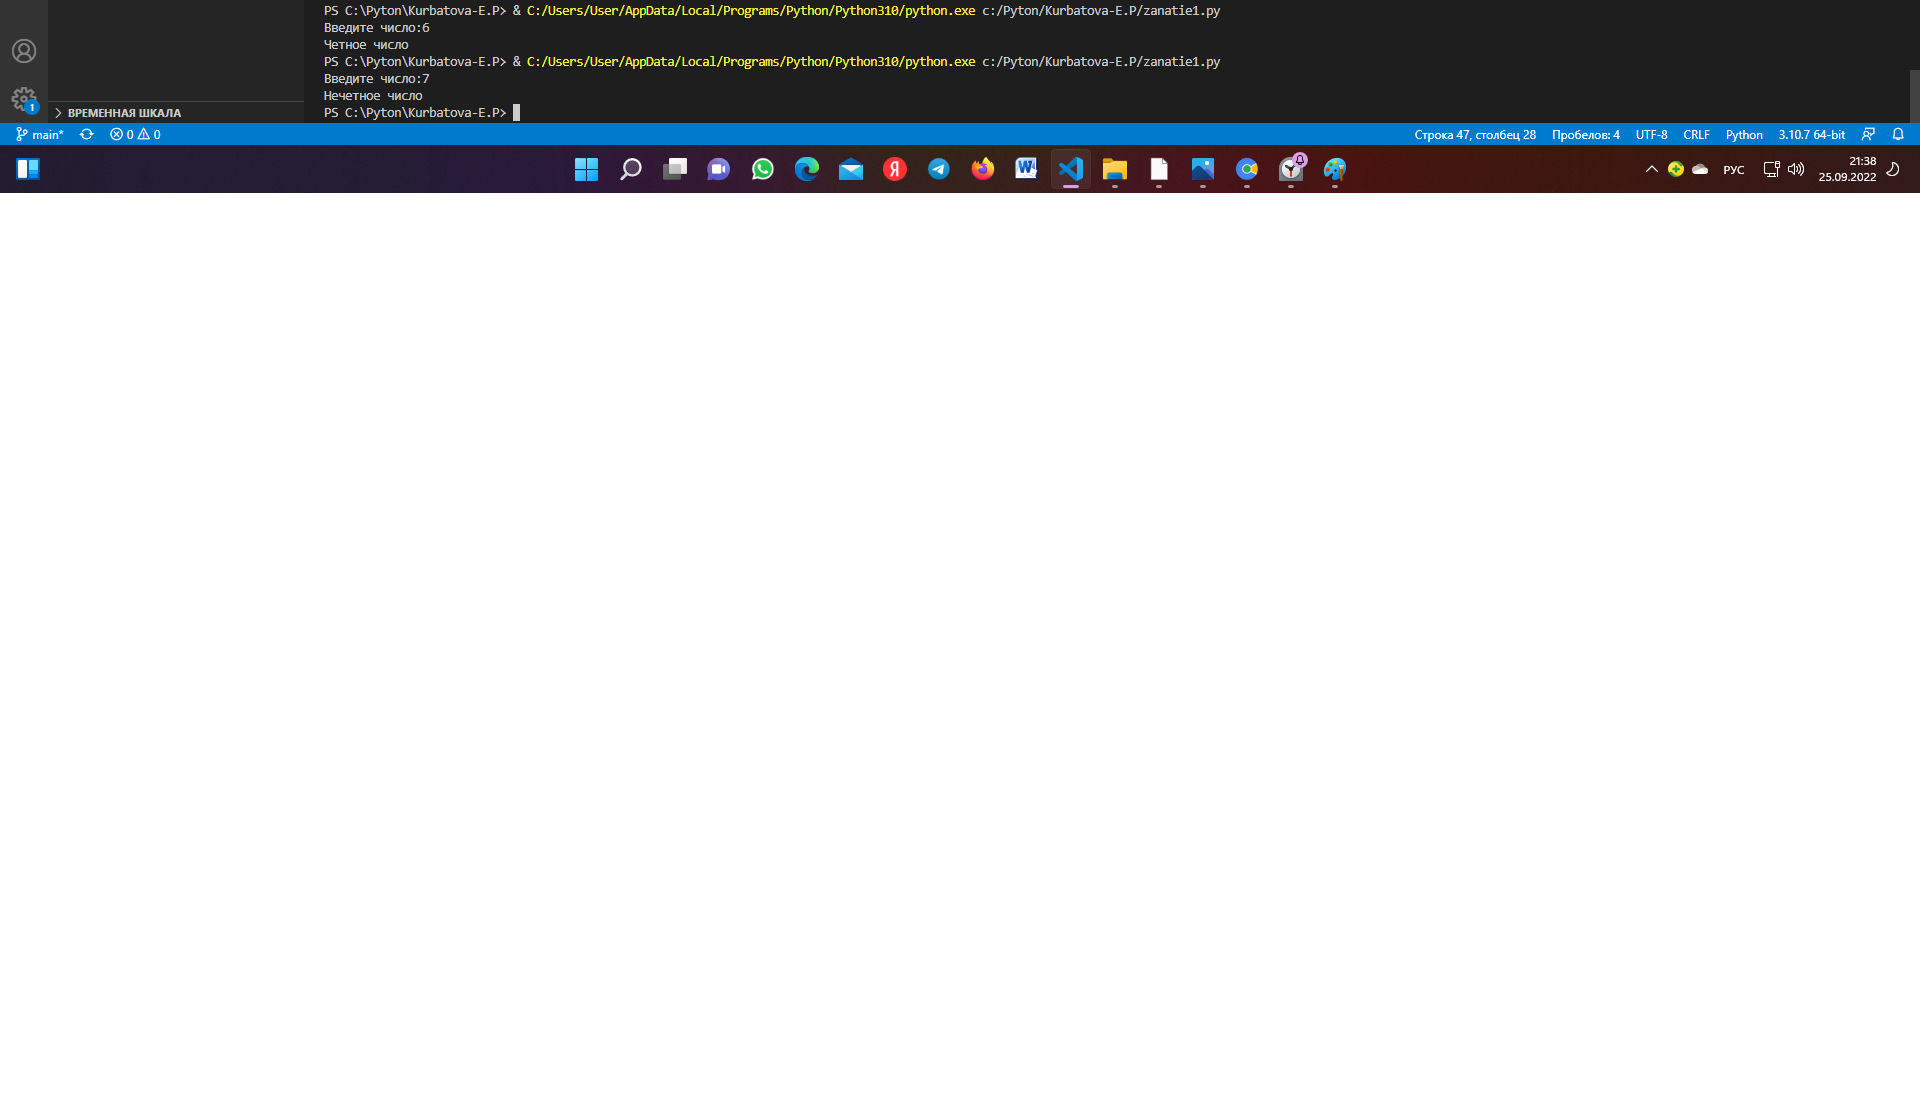 PS C:\Pyton\Kurbatova-E.P> & C:/Users/User/AppData/Local/Programs/Python/Python310/python.exe c:/Pyton/Kurbatova-E.P/zanatie1.py
Введите число:6
Четное число
PS C:\Pyton\Kurbatova-E.P> & C:/Users/User/AppData/Local/Programs/Python/Python310/python.exe c:/Pyton/Kurbatova-E.P/zanatie1.py
Введите число:7
Нечетное число
PS C:\Pyton\Kurbatova-E.P>
1
ВРЕМЕННАЯ ШКАЛА
main* 0 0 Строка 47, столбец 28 Пробелов: 4 UTF-8 CRLF Python 3.10.7 64-bit
Я W РУС 21:38
25.09.2022